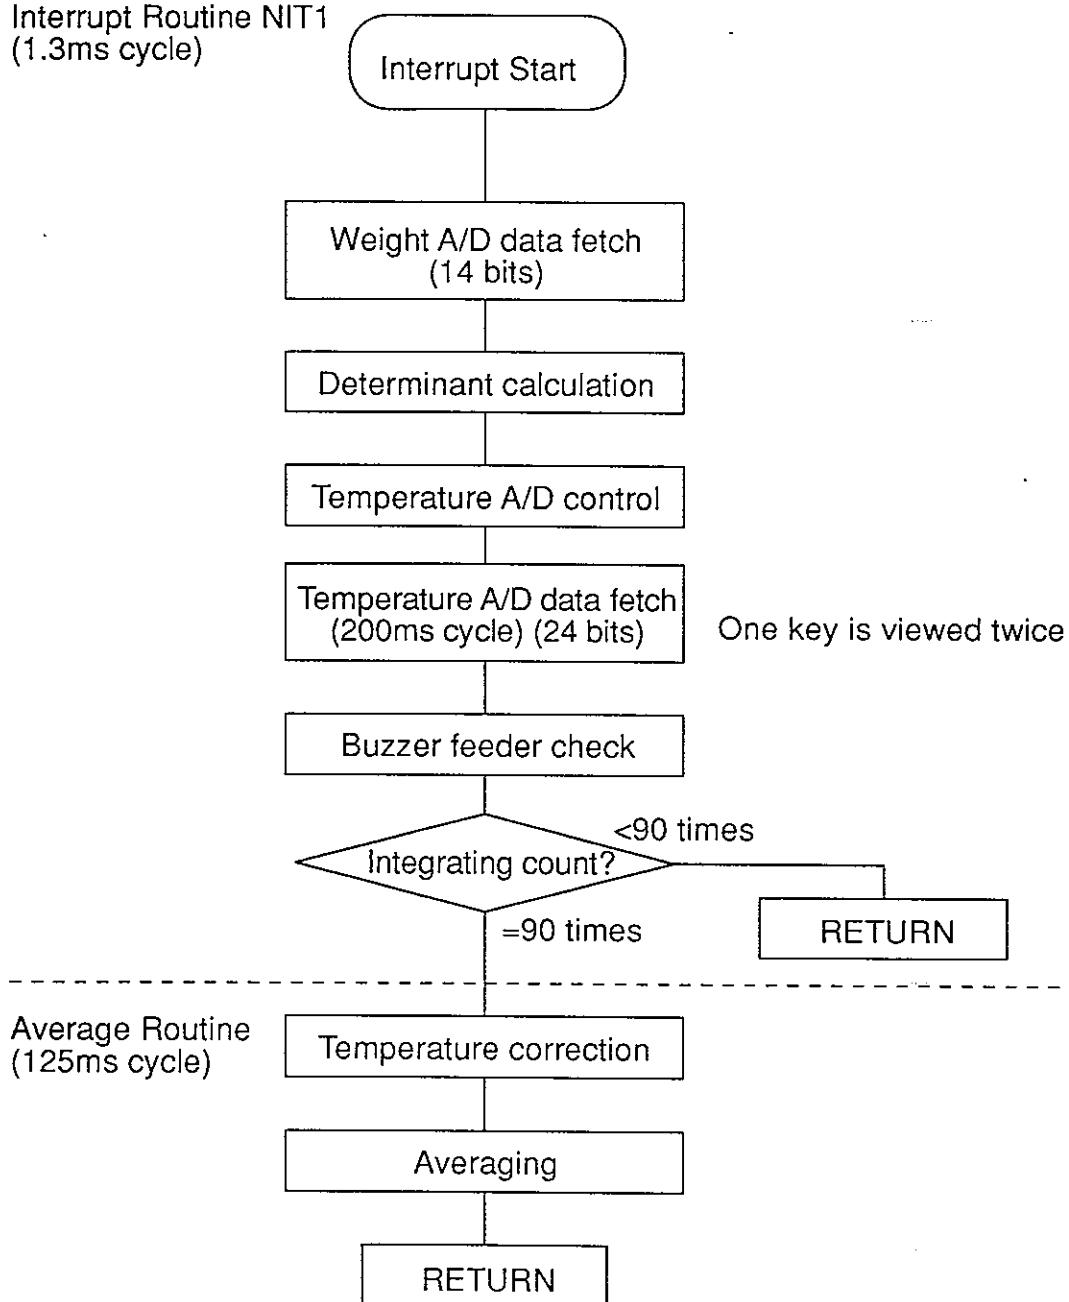 Interrupt Routine NIT1
(1.3ms cycle)
Interrupt Start
Weight A/D data fetch
(14 bits)
Determinant calculation
Temperature A/D control
Temperature A/D data fetch
(200ms cycle) (24 bits)
One key is viewed twice
Buzzer feeder check
<90 times
Integrating count?
=90 times
RETURN
Average Routine
(125ms cycle)
Temperature correction
Averaging
RETURN